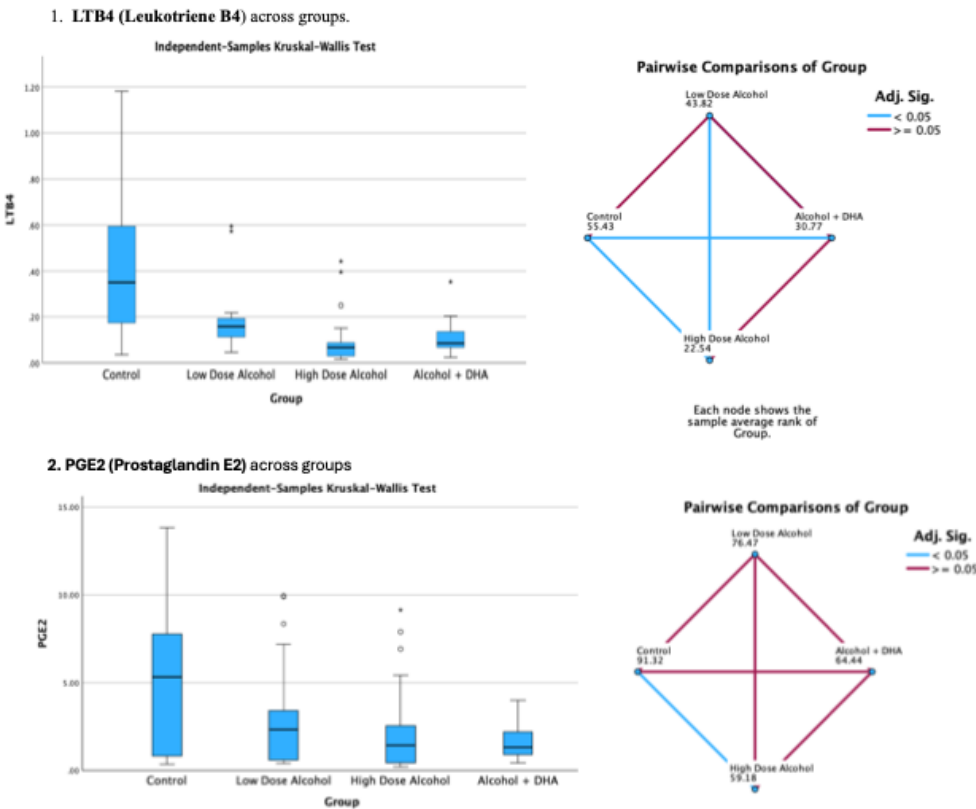 1. LTB4 (Leukotriene B4) across groups.
Independent-Samples Kruskal-Wallis Test
1.20
1.00
.80
.60
.40
.20
.00
LTB4
Control
Low Dose Alcohol
High Dose Alcohol
Alcohol + DHA
Group
Pairwise Comparisons of Group
Adj. Sig.
< 0.05
>= 0.05
Low Dose Alcohol
43.82
Control
55.43
Alcohol + DHA
30.77
High Dose Alcohol
22.54
Each node shows the
sample average rank of
Group.
2. PGE2 (Prostaglandin E2) across groups
Independent-Samples Kruskal-Wallis Test
15.00
10.00
5.00
.00
PGE2
Control
Low Dose Alcohol
High Dose Alcohol
Alcohol + DHA
Group
Pairwise Comparisons of Group
Adj. Sig.
< 0.05
>= 0.05
Low Dose Alcohol
76.47
Control
91.32
Alcohol + DHA
64.44
High Dose Alcohol
59.18